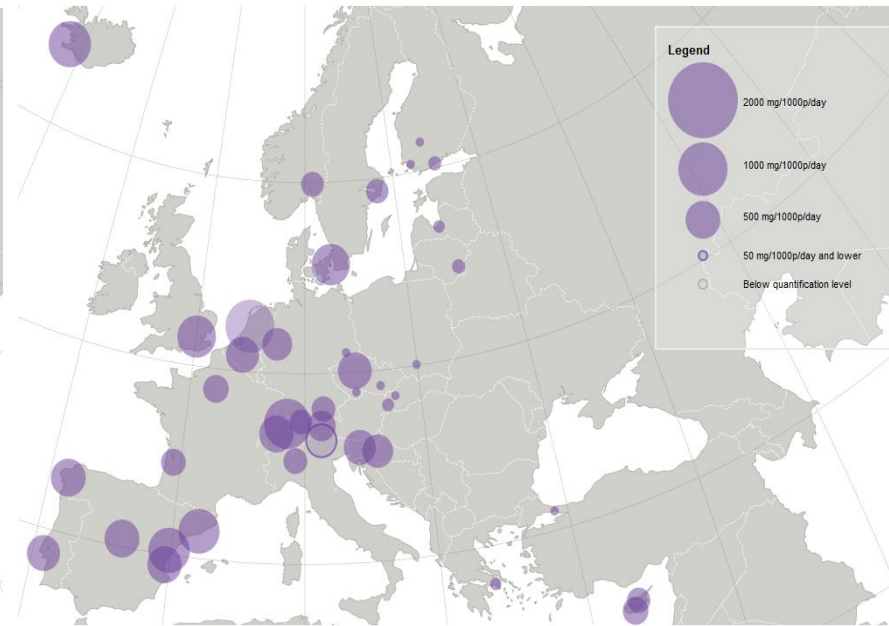 Legend
2000 mg/1000p/day
1000 mg/1000p/day
500 mg/1000p/day
50 mg/1000p/day and lower
Below quantification level